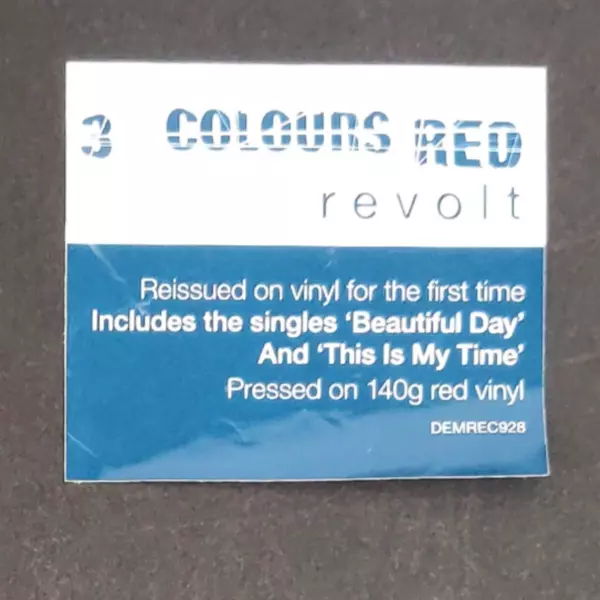 3 COLOURS RED
revolt
Reissued on vinyl for the first time
Includes the singles ‘Beautiful Day’
And ‘This Is My Time’
Pressed on 140g red vinyl
DEMREC928